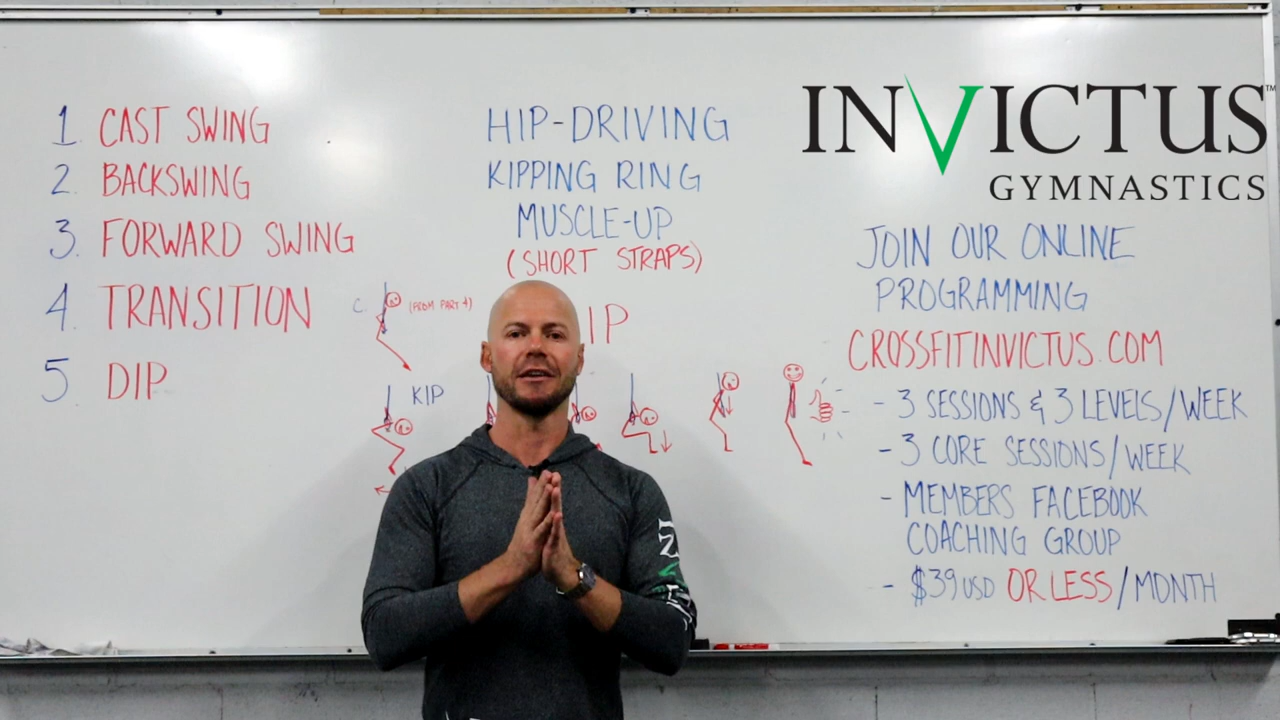 1. CAST SWING
2. BACKSWING
3. FORWARD SWING
4. TRANSITION
5. DIP
HIP-DRIVING
KIPPING RING
MUSCLE-UP
(SHORT STRAPS)
C.
(FROM PART 4)
KIP
INVICTUS™
GYMNASTICS
JOIN OUR ONLINE
PROGRAMMING
CROSSFITINVICTUS.COM
- 3 SESSIONS & 3 LEVELS/WEEK
- 3 CORE SESSIONS/WEEK
- MEMBERS FACEBOOK
COACHING GROUP
- $39 USD OR LESS/MONTH